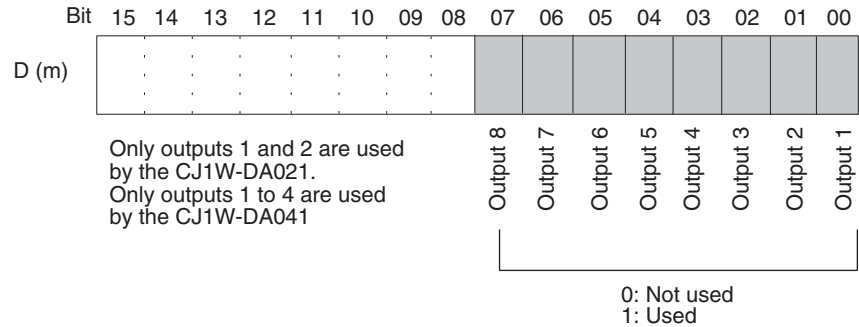 Bit 15 14 13 12 11 10 09 08 07 06 05 04 03 02 01 00
D (m)
Only outputs 1 and 2 are used
by the CJ1W-DA021.
Only outputs 1 to 4 are used
by the CJ1W-DA041
Output 8
Output 7
Output 6
Output 5
Output 4
Output 3
Output 2
Output 1
0: Not used
1: Used